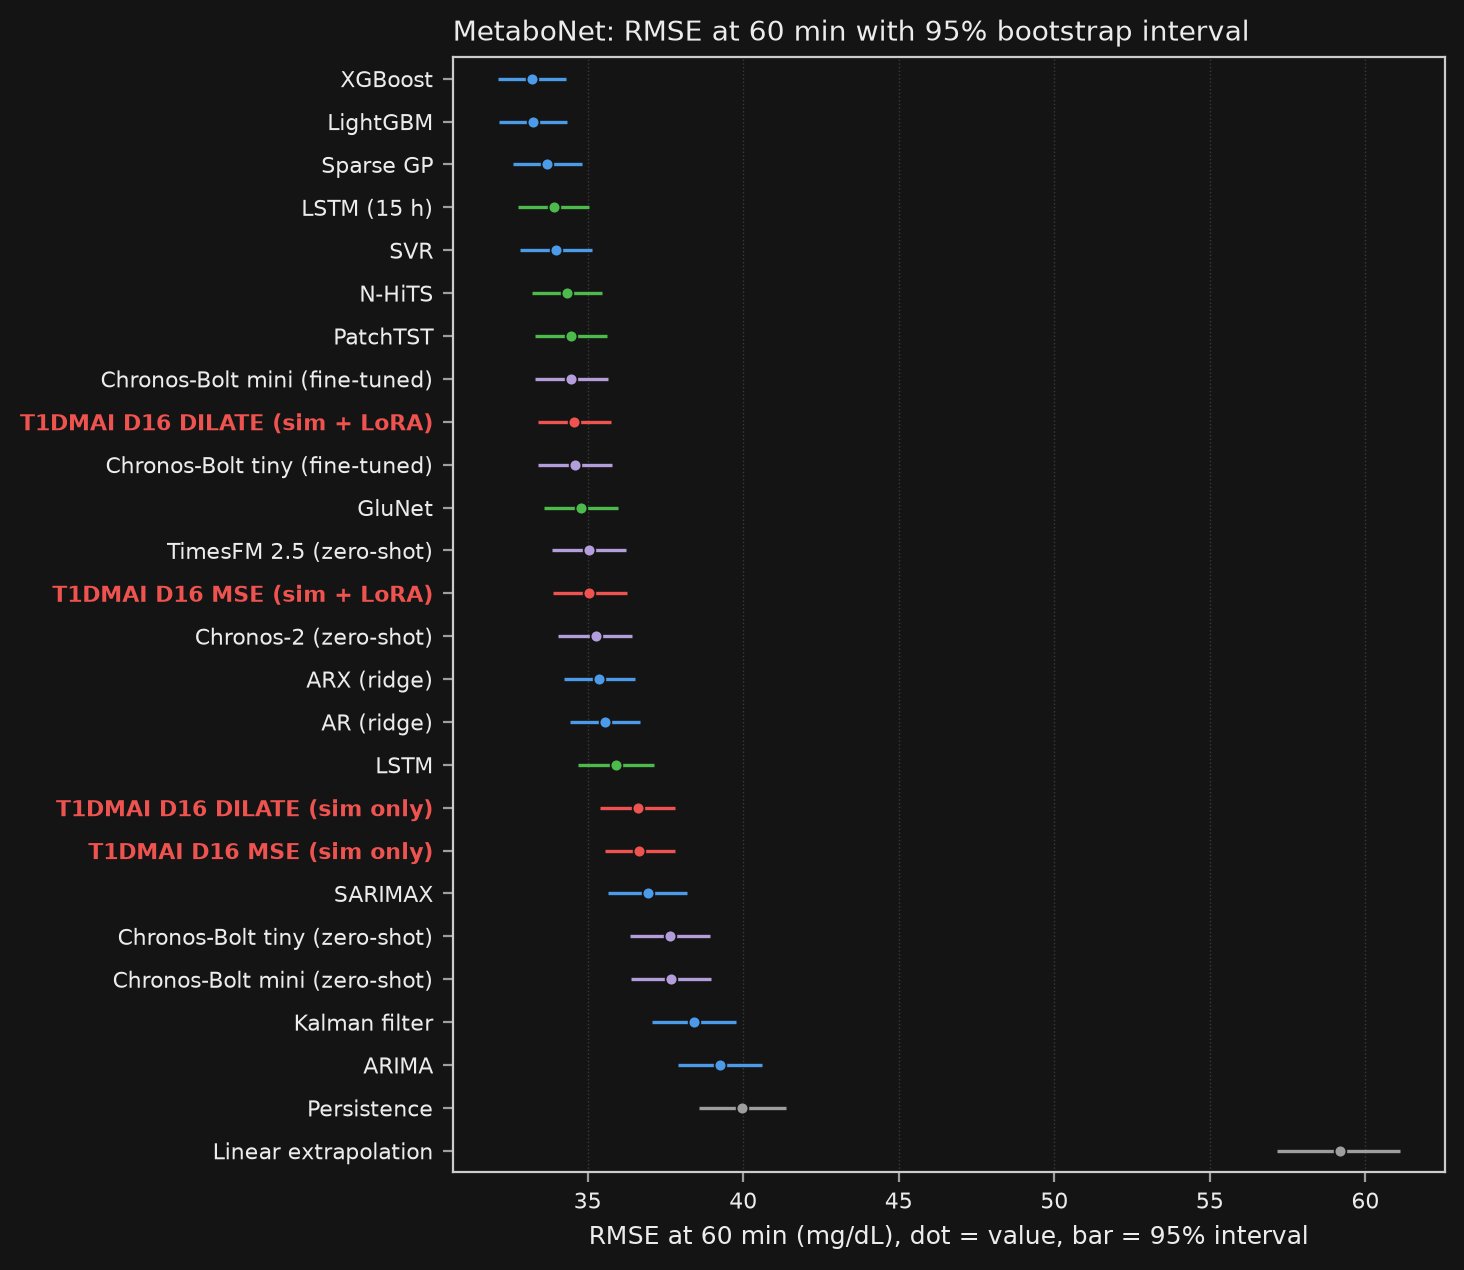 MetaboNet: RMSE at 60 min with 95% bootstrap interval
XGBoost
LightGBM
Sparse GP
LSTM (15 h)
SVR
N-HiTS
PatchTST
Chronos-Bolt mini (fine-tuned)
T1DMAI D16 DILATE (sim + LoRA)
Chronos-Bolt tiny (fine-tuned)
GluNet
TimesFM 2.5 (zero-shot)
T1DMAI D16 MSE (sim + LoRA)
Chronos-2 (zero-shot)
ARX (ridge)
AR (ridge)
LSTM
T1DMAI D16 DILATE (sim only)
T1DMAI D16 MSE (sim only)
SARIMAX
Chronos-Bolt tiny (zero-shot)
Chronos-Bolt mini (zero-shot)
Kalman filter
ARIMA
Persistence
Linear extrapolation
35 40 45 50 55 60
RMSE at 60 min (mg/dL), dot = value, bar = 95% interval